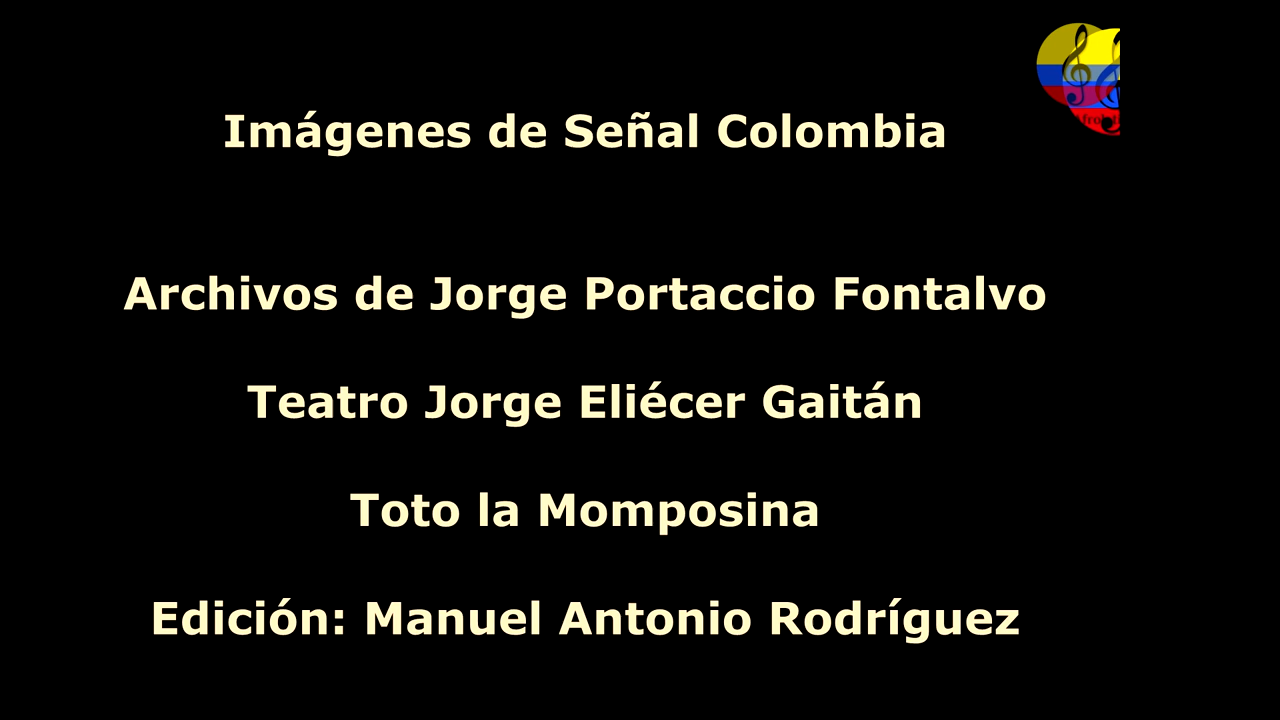 Imágenes de Señal Colombia
Archivos de Jorge Portaccio Fontalvo
Teatro Jorge Eliécer Gaitán
Toto la Momposina
Edición: Manuel Antonio Rodríguez